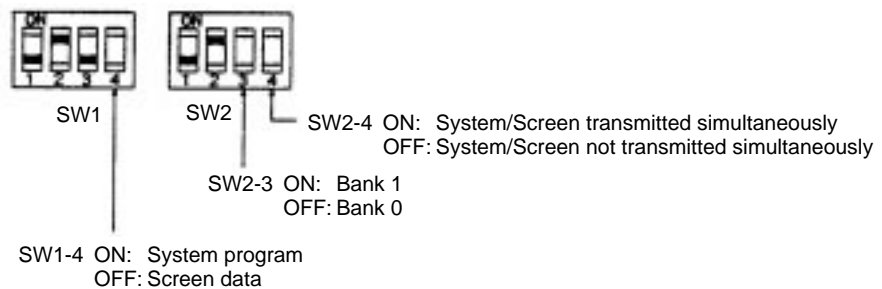 ON ON
1 2 3 4 1 2 3 4
SW1 SW2
SW2-4 ON: System/Screen transmitted simultaneously
OFF: System/Screen not transmitted simultaneously
SW2-3 ON: Bank 1
OFF: Bank 0
SW1-4 ON: System program
OFF: Screen data